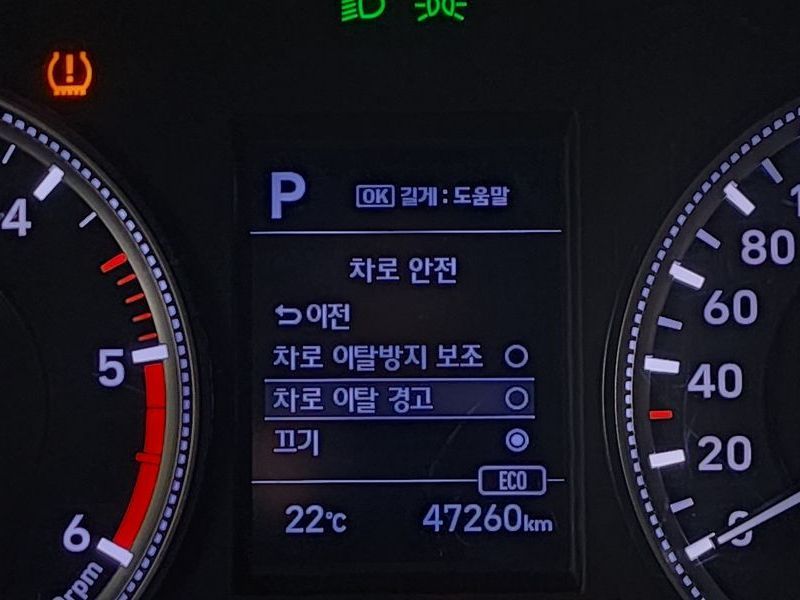 P
OK 길게 : 도움말
차로 안전
이전
차로 이탈방지 보조
차로 이탈 경고
끄기
ECO
22°C 47260km
4
5
6
rpm
80
60
40
20
0